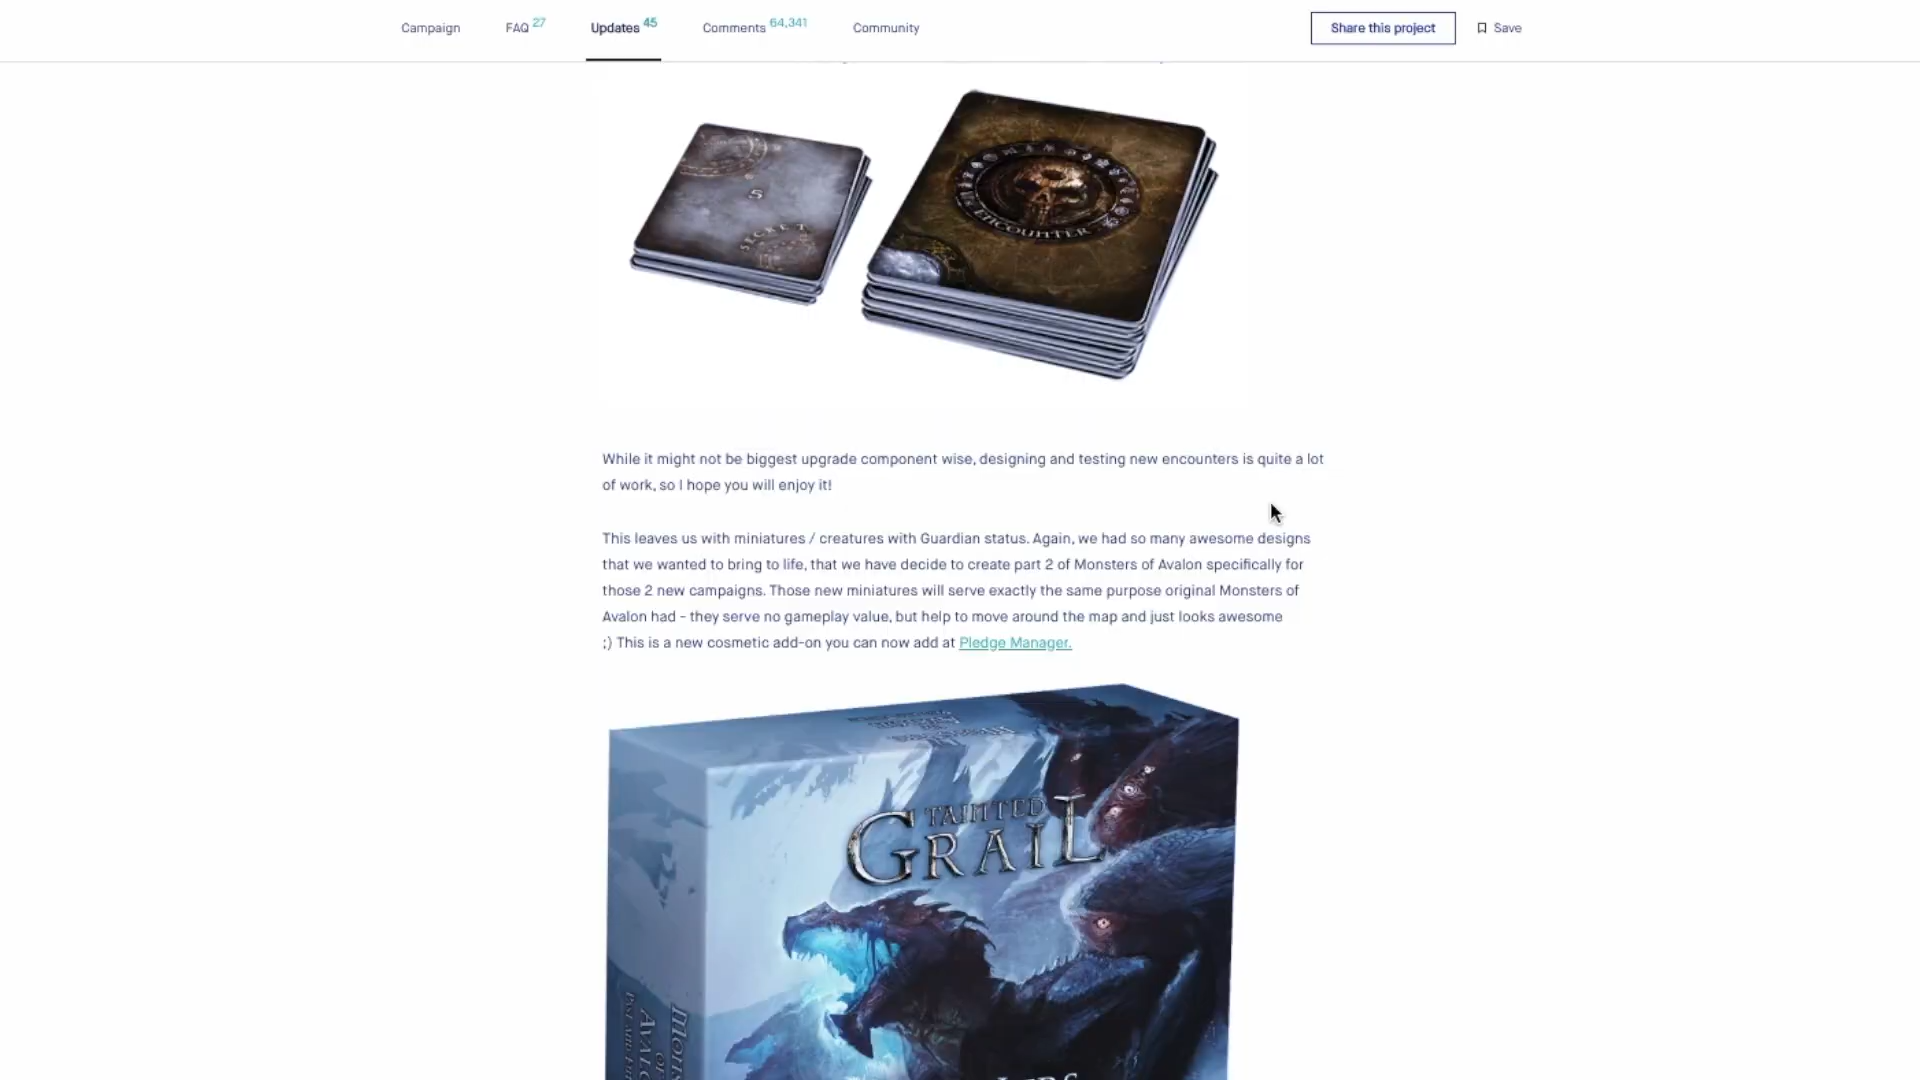 Campaign FAQ 27 Updates 45 Comments 64,341 Community Share this project Save
5
SECRET
ENCOUNTER
While it might not be biggest upgrade component wise, designing and testing new encounters is quite a lot
of work, so I hope you will enjoy it!
This leaves us with miniatures / creatures with Guardian status. Again, we had so many awesome designs
that we wanted to bring to life, that we have decide to create part 2 of Monsters of Avalon specifically for
those 2 new campaigns. Those new miniatures will serve exactly the same purpose original Monsters of
Avalon had - they serve no gameplay value, but help to move around the map and just looks awesome
;) This is a new cosmetic add-on you can now add at Pledge Manager.
TAINTED
GRAIL